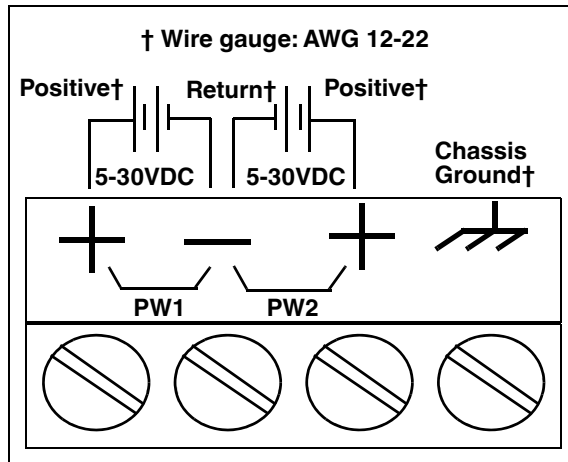 † Wire gauge: AWG 12-22
Positive† Return† Positive†
5-30VDC 5-30VDC
Chassis
Ground†
PW1 PW2